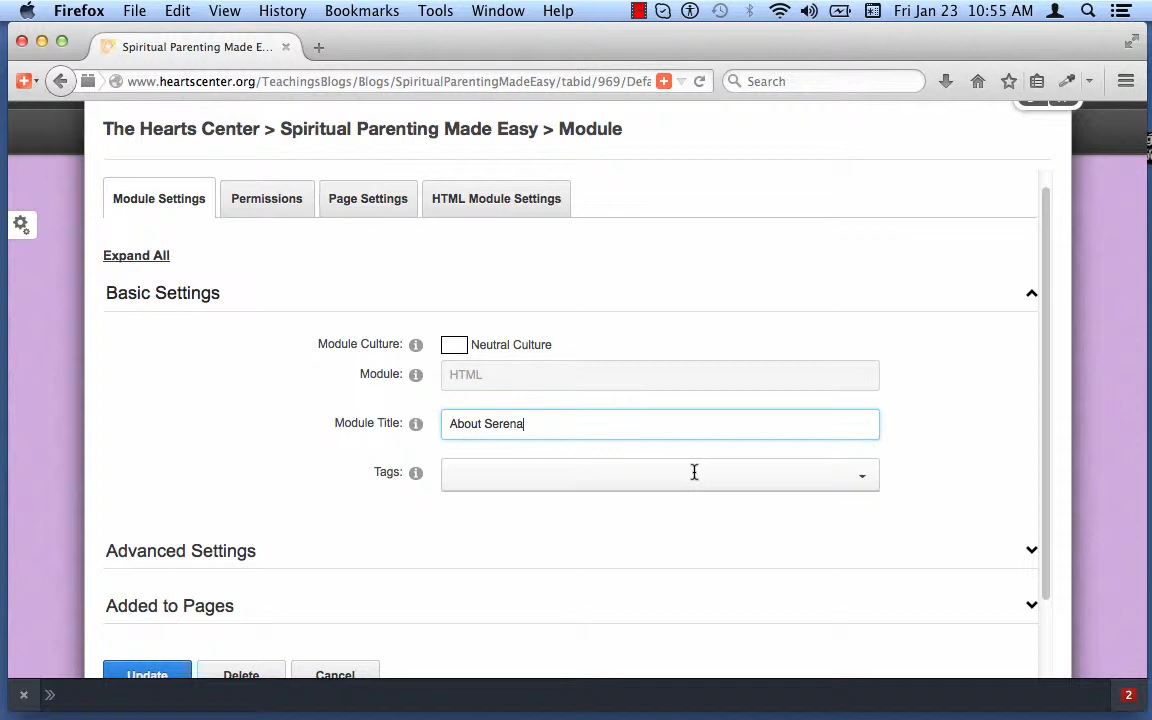 Firefox File Edit View History Bookmarks Tools Window Help Fri Jan 23 10:55 AM
Spiritual Parenting Made E...
www.heartscenter.org/TeachingsBlogs/Blogs/SpiritualParentingMadeEasy/tabid/969/Defa Search
The Hearts Center > Spiritual Parenting Made Easy > Module
Module Settings Permissions Page Settings HTML Module Settings
Expand All
Basic Settings
Module Culture: Neutral Culture
Module: HTML
Module Title: About Serena
Tags:
Advanced Settings
Added to Pages
Update Delete Cancel
2